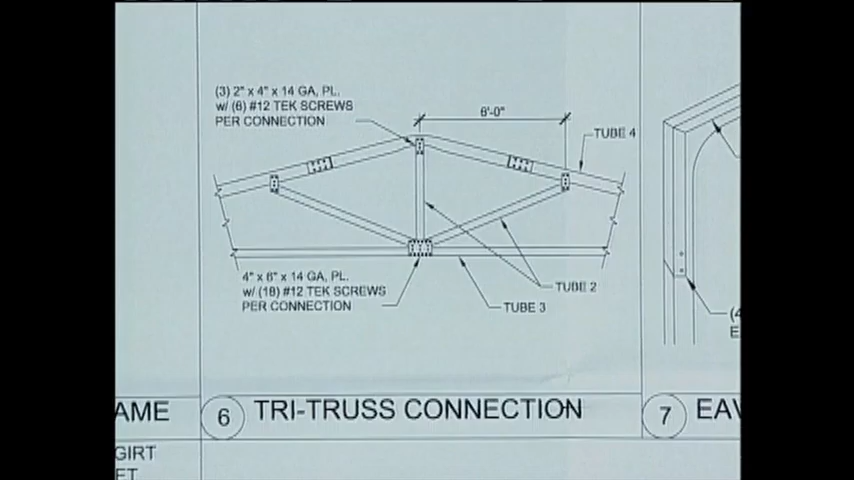 (3) 2" x 4" x 14 GA, PL.
w/ (6) #12 TEK SCREWS
PER CONNECTION
6'-0"
TUBE 4
4" x 6" x 14 GA, PL.
w/ (18) #12 TEK SCREWS
PER CONNECTION
TUBE 2
TUBE 3
(4
E
AME
6
TRI-TRUSS CONNECTION
7
EAV
GIRT
ET